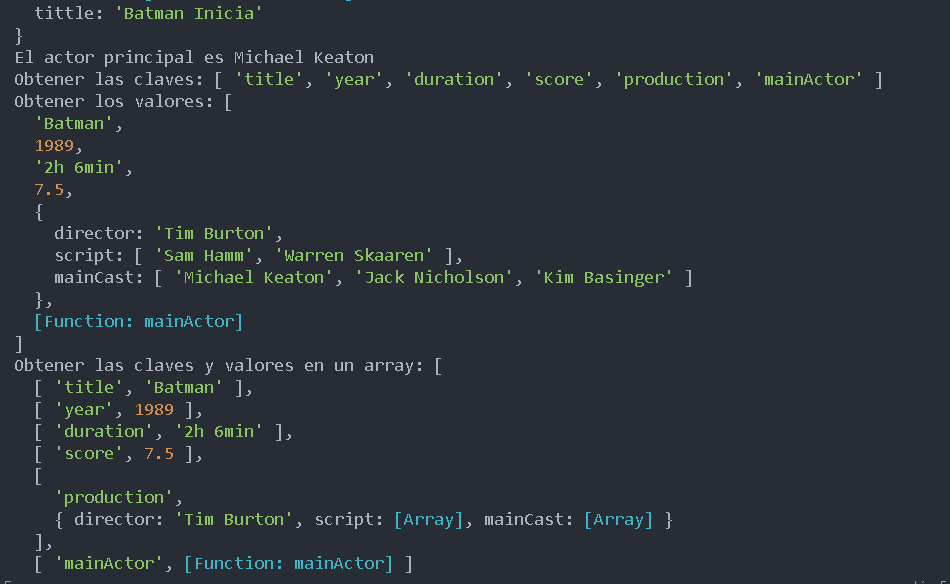 tittle: 'Batman Inicia'
}
El actor principal es Michael Keaton
Obtener las claves: [ 'title', 'year', 'duration', 'score', 'production', 'mainActor' ]
Obtener los valores: [
'Batman',
1989,
'2h 6min',
7.5,
{
director: 'Tim Burton',
script: [ 'Sam Hamm', 'Warren Skaaren' ],
mainCast: [ 'Michael Keaton', 'Jack Nicholson', 'Kim Basinger' ]
},
[Function: mainActor]
]
Obtener las claves y valores en un array: [
[ 'title', 'Batman' ],
[ 'year', 1989 ],
[ 'duration', '2h 6min' ],
[ 'score', 7.5 ],
[
'production',
{ director: 'Tim Burton', script: [Array], mainCast: [Array] }
],
[ 'mainActor', [Function: mainActor] ]